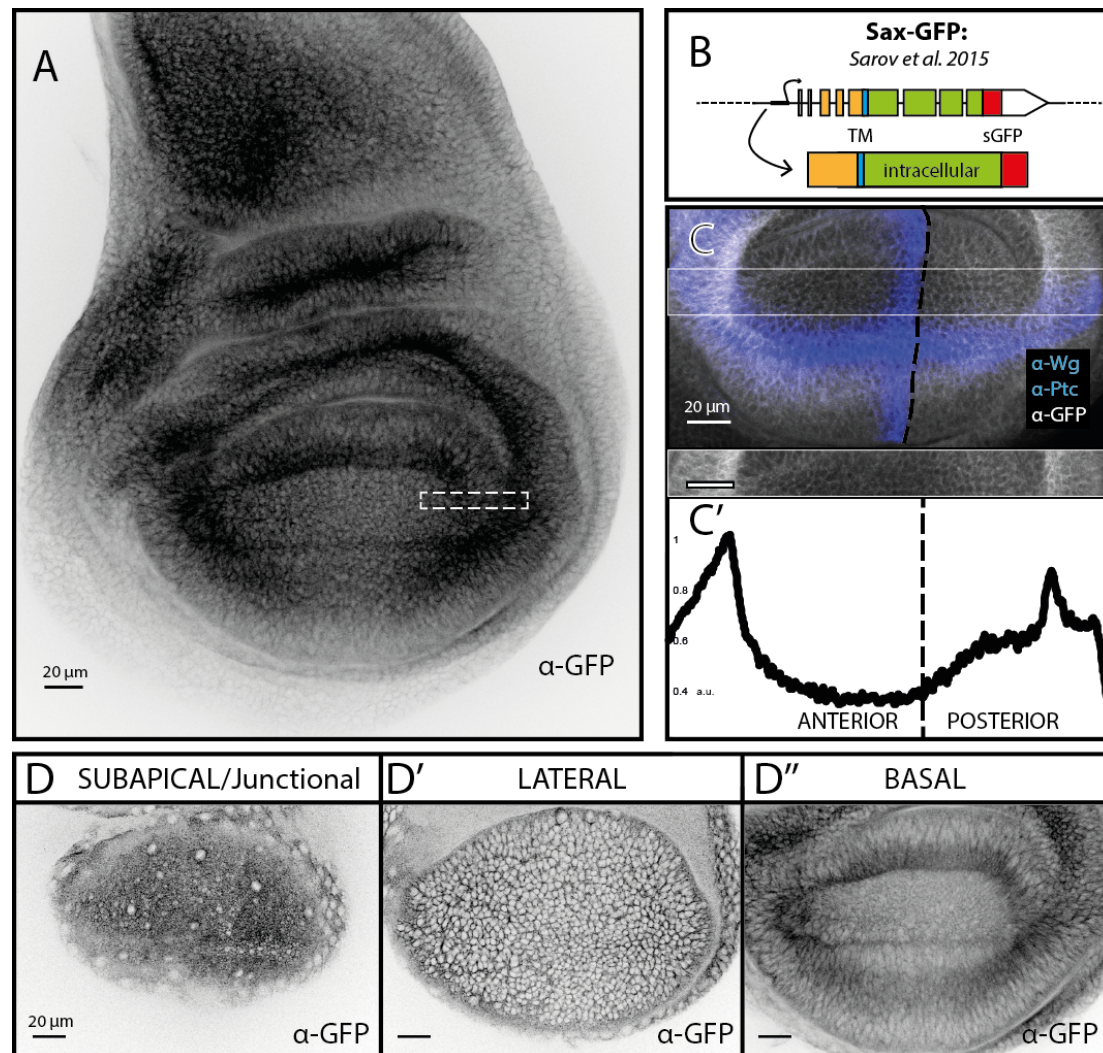 A
20 µm
α-GFP
B
Sax-GFP:
Sarov et al. 2015
TM
sGFP
intracellular
C
α-Wg
α-Ptc
α-GFP
20 µm
C'
1
0.8
0.6
0.4 a.u.
ANTERIOR
POSTERIOR
D SUBAPICAL/Junctional
20 µm
α-GFP
D' LATERAL
α-GFP
D'' BASAL
α-GFP